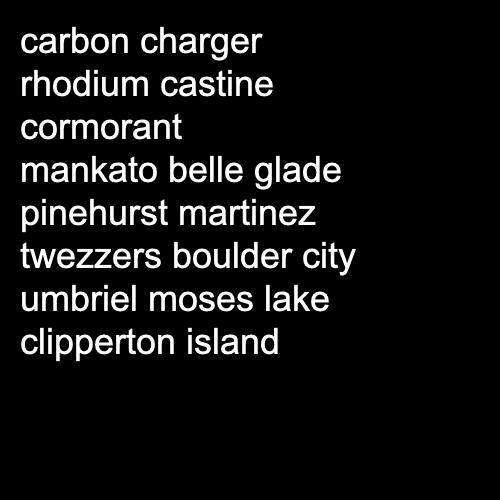 carbon charger
rhodium castine
cormorant
mankato belle glade
pinehurst martinez
twezzers boulder city
umbriel moses lake
clipperton island